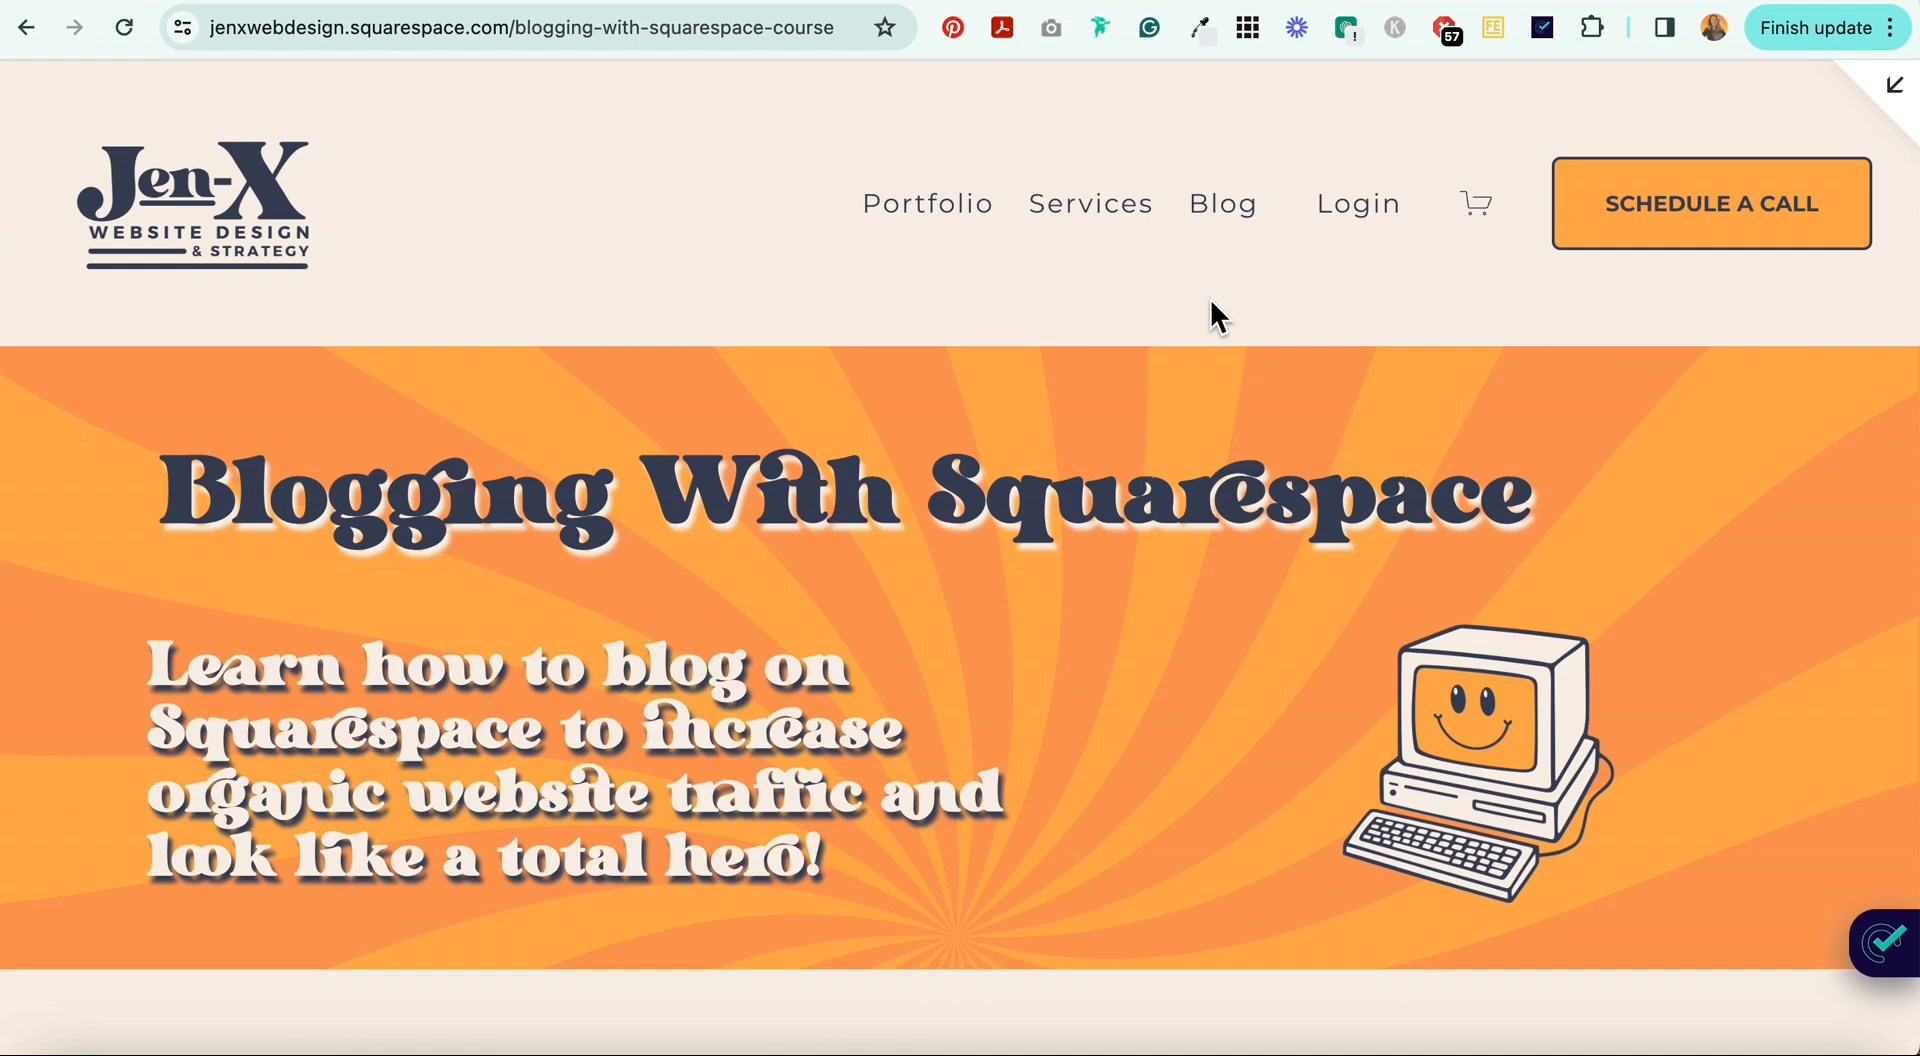 jenxwebdesign.squarespace.com/blogging-with-squarespace-course
57
FE
K
Finish update
Jen-X
WEBSITE DESIGN
& STRATEGY
Portfolio
Services
Blog
Login
SCHEDULE A CALL
Blogging With Squarespace
Learn how to blog on
Squarespace to increase
organic website traffic and
look like a total hero!